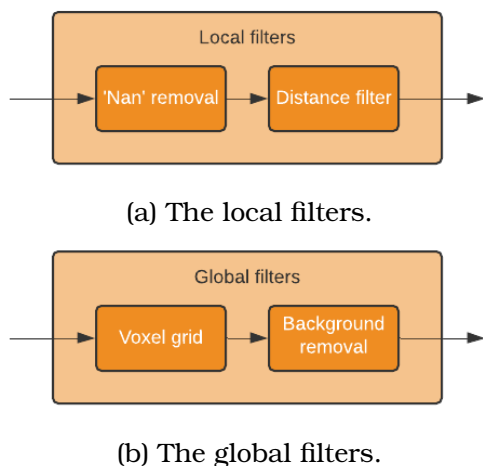 Local filters
'Nan' removal
Distance filter
(a) The local filters.
Global filters
Voxel grid
Background
removal
(b) The global filters.